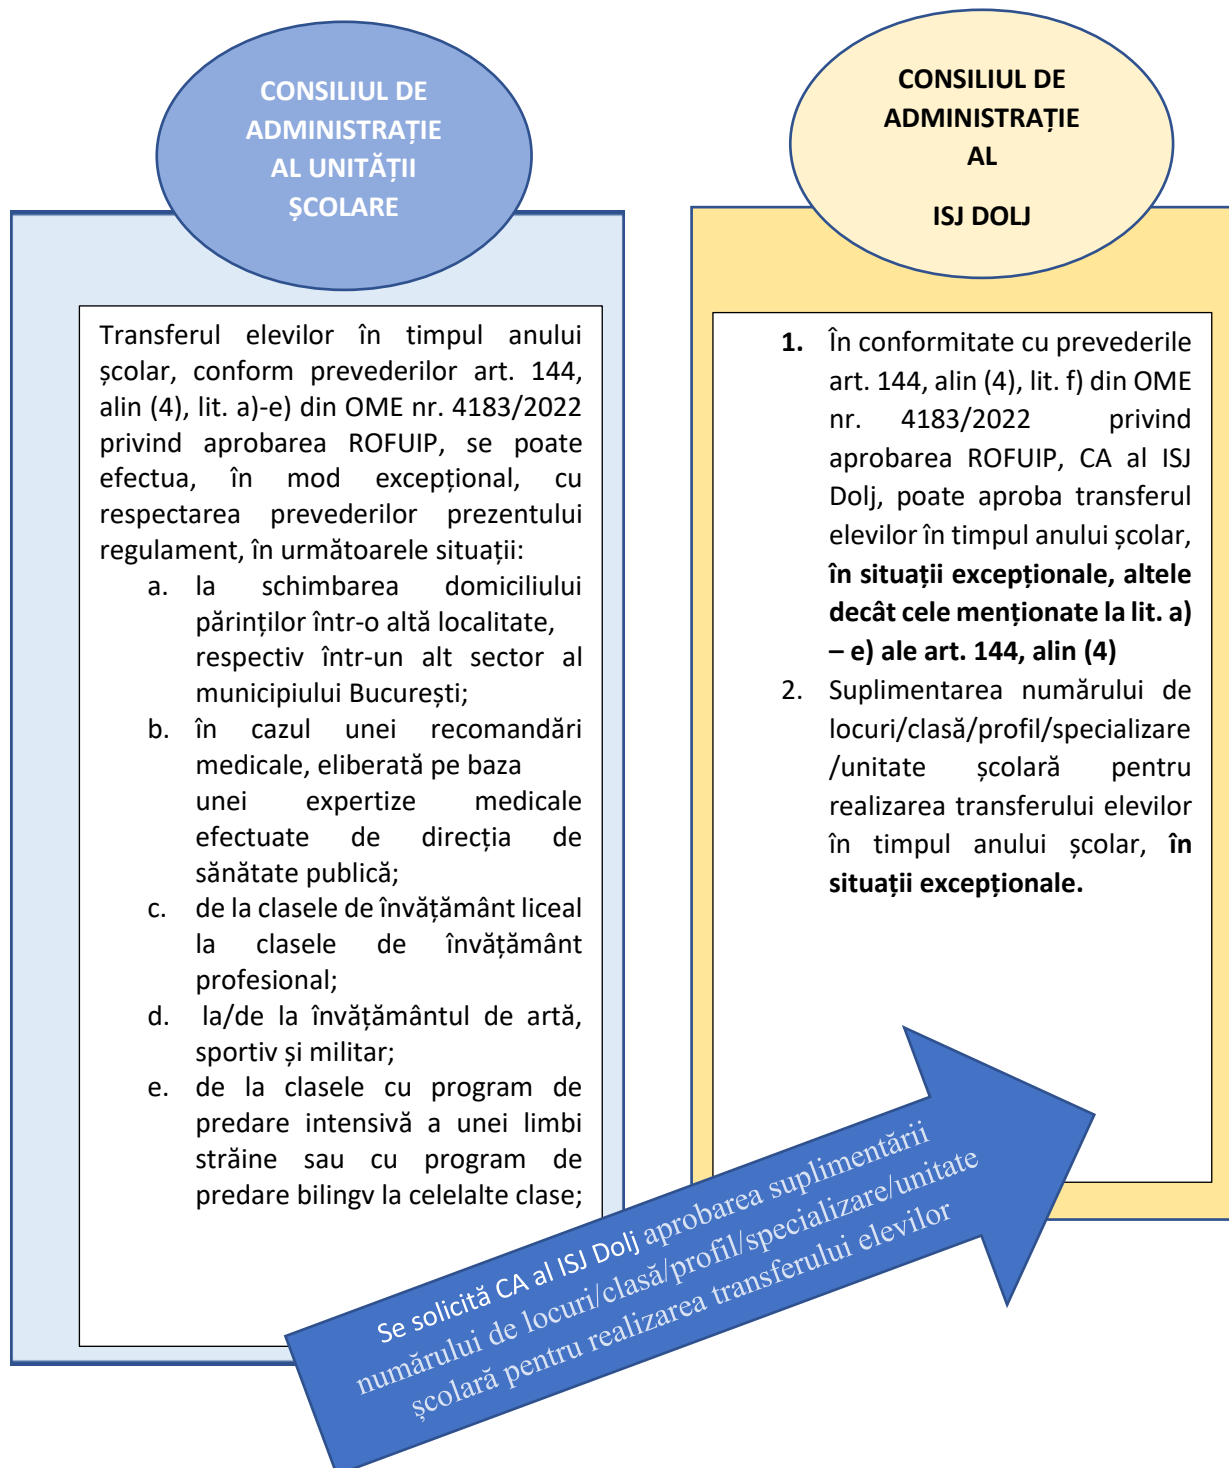 CONSILIUL DE
ADMINISTRAȚIE
AL UNITĂȚII
ȘCOLARE
Transferul elevilor în timpul anului
școlar, conform prevederilor art. 144,
alin (4), lit. a)-e) din OME nr. 4183/2022
privind aprobarea ROFUIP, se poate
efectua, în mod excepțional, cu
respectarea prevederilor prezentului
regulament, în următoarele situații:
a. la schimbarea domiciliului
părinților într-o altă localitate,
respectiv într-un alt sector al
municipiului București;
b. în cazul unei recomandări
medicale, eliberată pe baza
unei expertize medicale
efectuate de direcția de
sănătate publică;
c. de la clasele de învățământ liceal
la clasele de învățământ
profesional;
d. la/de la învățământul de artă,
sportiv și militar;
e. de la clasele cu program de
predare intensivă a unei limbi
străine sau cu program de
predare bilingv la celelalte clase;
CONSILIUL DE
ADMINISTRAȚIE
AL
ISJ DOLJ
1. În conformitate cu prevederile
art. 144, alin (4), lit. f) din OME
nr. 4183/2022 privind
aprobarea ROFUIP, CA al ISJ
Dolj, poate aproba transferul
elevilor în timpul anului școlar,
în situații excepționale, altele
decât cele menționate la lit. a)
– e) ale art. 144, alin (4)
2. Suplimentarea numărului de
locuri/clasă/profil/specializare
/unitate școlară pentru
realizarea transferului elevilor
în timpul anului școlar, în
situații excepționale.
Se solicită CA al ISJ Dolj aprobarea suplimentării
numărului de locuri/clasă/profil/specializare/unitate
școlară pentru realizarea transferului elevilor